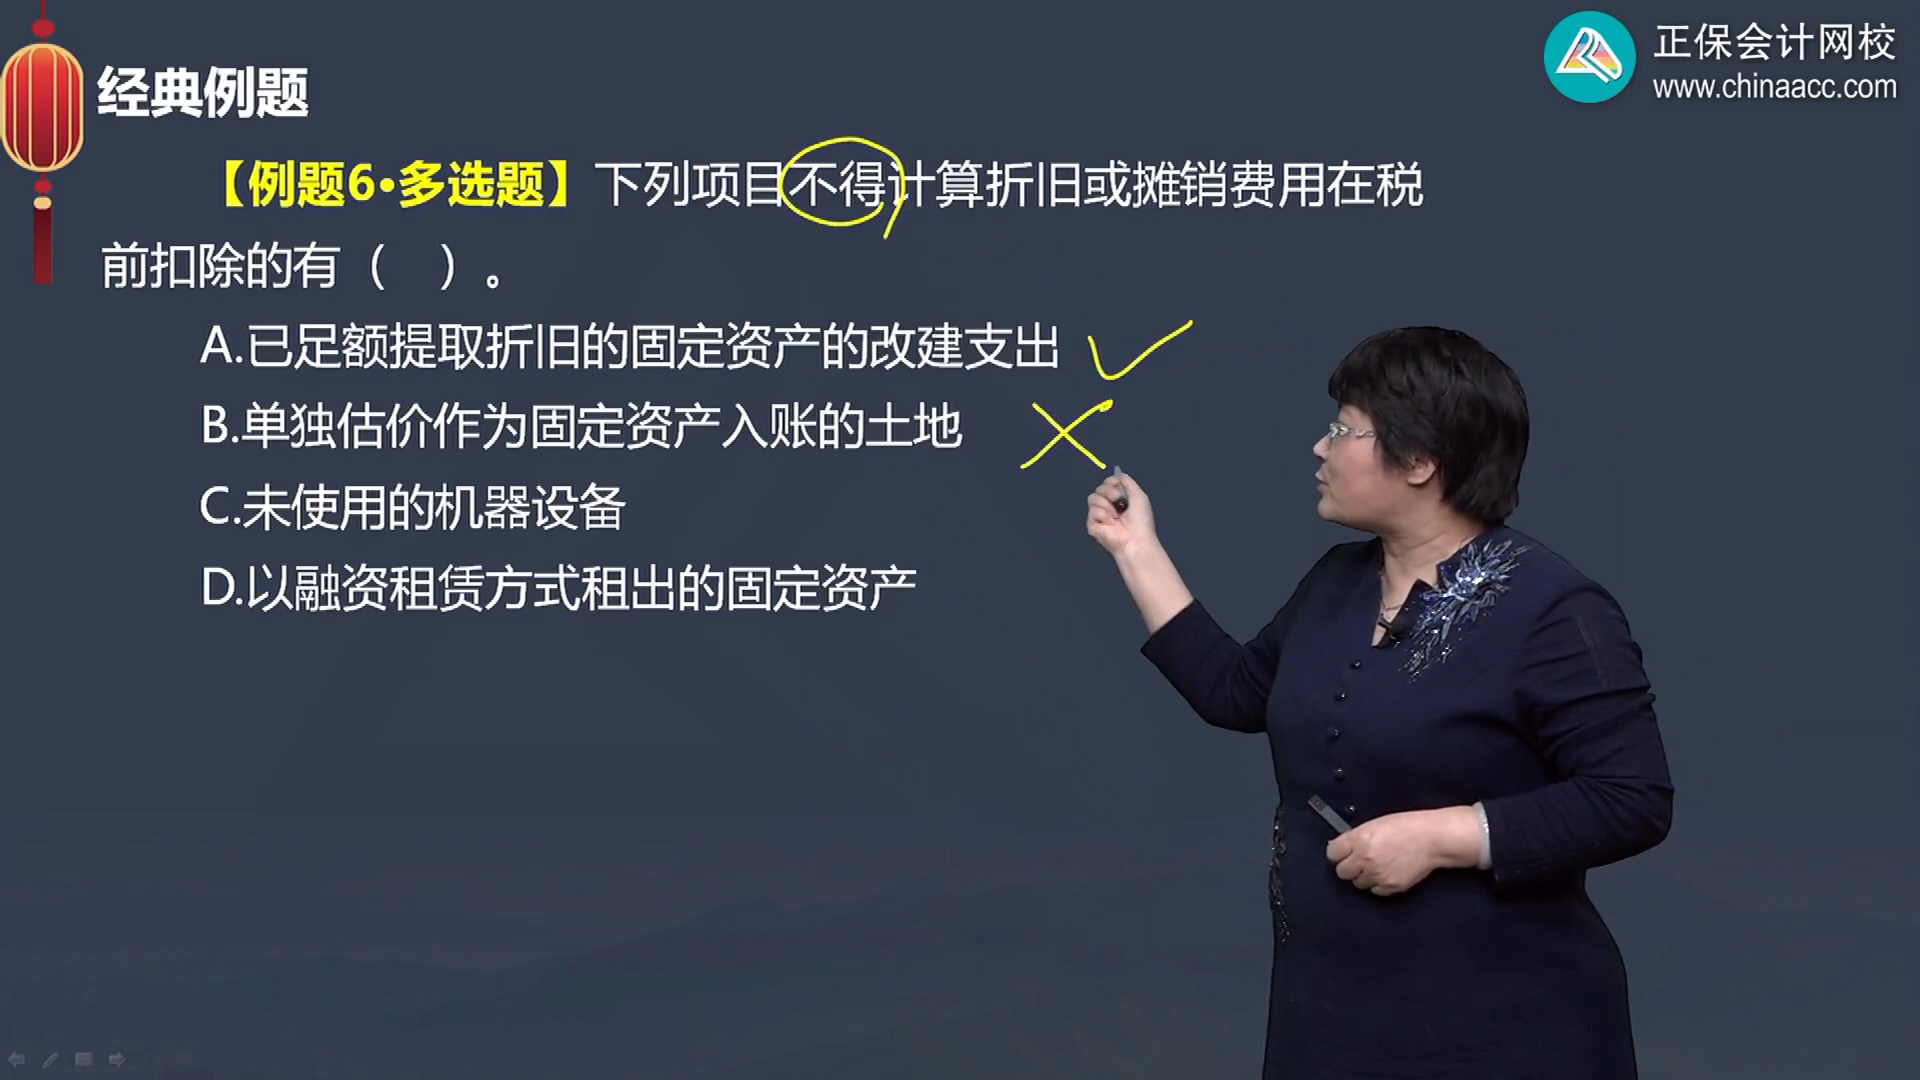 正保会计网校
www.chinaacc.com
经典例题
【例题6•多选题】下列项目不得计算折旧或摊销费用在税
前扣除的有（　）。
A.已足额提取折旧的固定资产的改建支出
B.单独估价作为固定资产入账的土地
C.未使用的机器设备
D.以融资租赁方式租出的固定资产